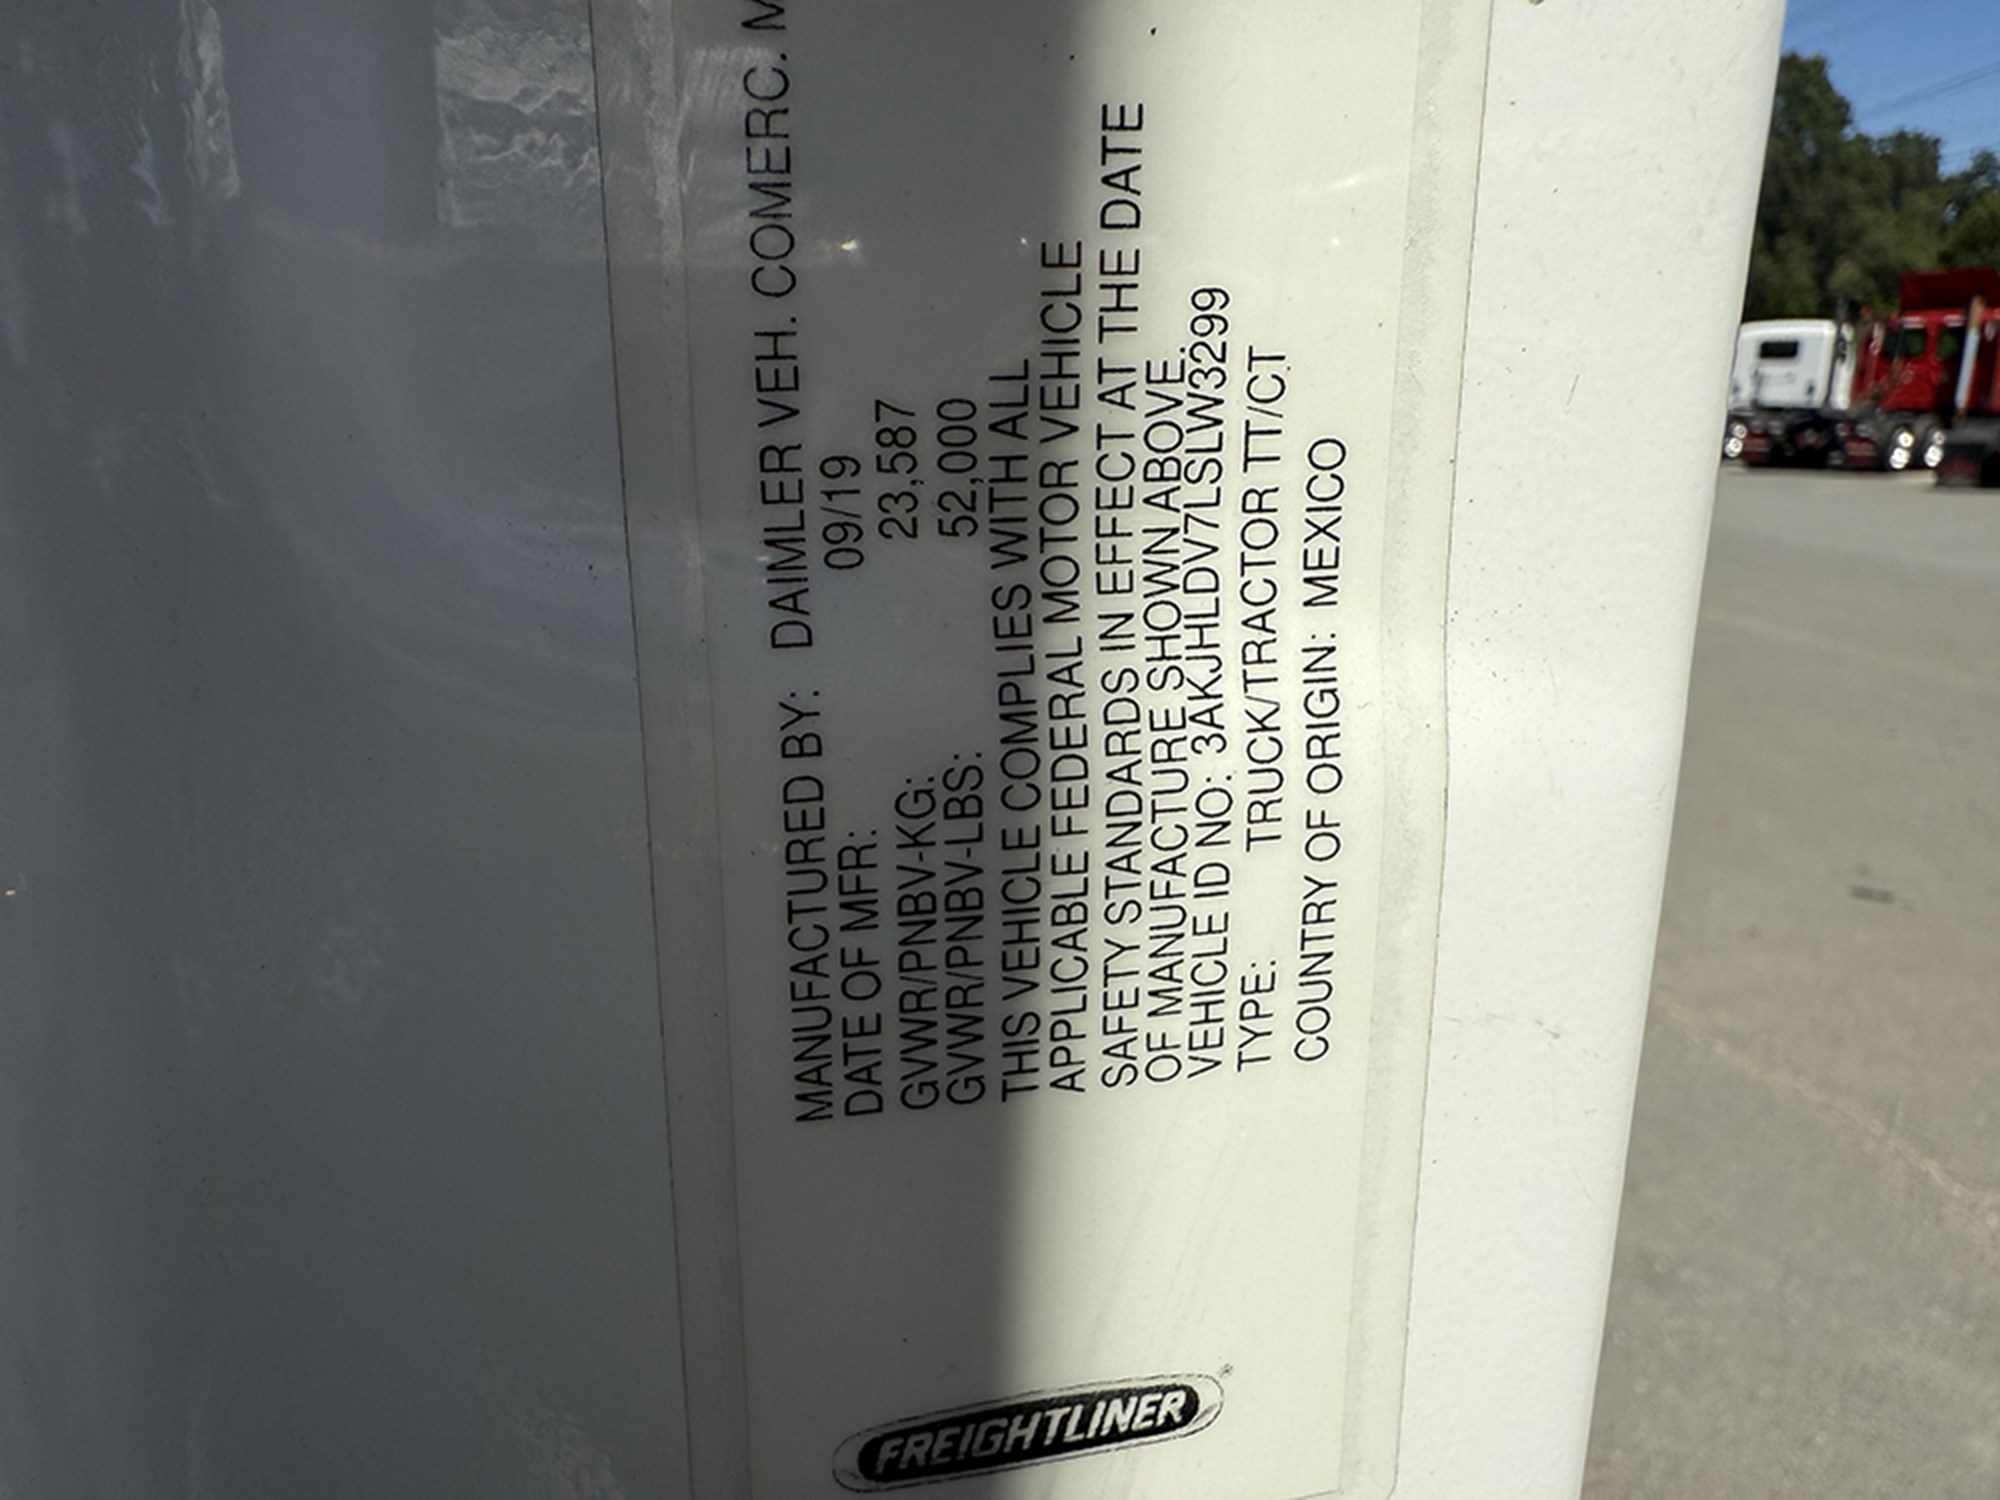 FREIGHTLINER
MANUFACTURED BY: DAIMLER VEH. COMERC. M
DATE OF MFR: 09/19
GVWR/PNBV-KG: 23,587
GVWR/PNBV-LBS: 52,000
THIS VEHICLE COMPLIES WITH ALL
APPLICABLE FEDERAL MOTOR VEHICLE
SAFETY STANDARDS IN EFFECT AT THE DATE
OF MANUFACTURE SHOWN ABOVE.
VEHICLE ID NO: 3AKJHLDV7LSLW3299
TYPE: TRUCK/TRACTOR TT/CT
COUNTRY OF ORIGIN: MEXICO